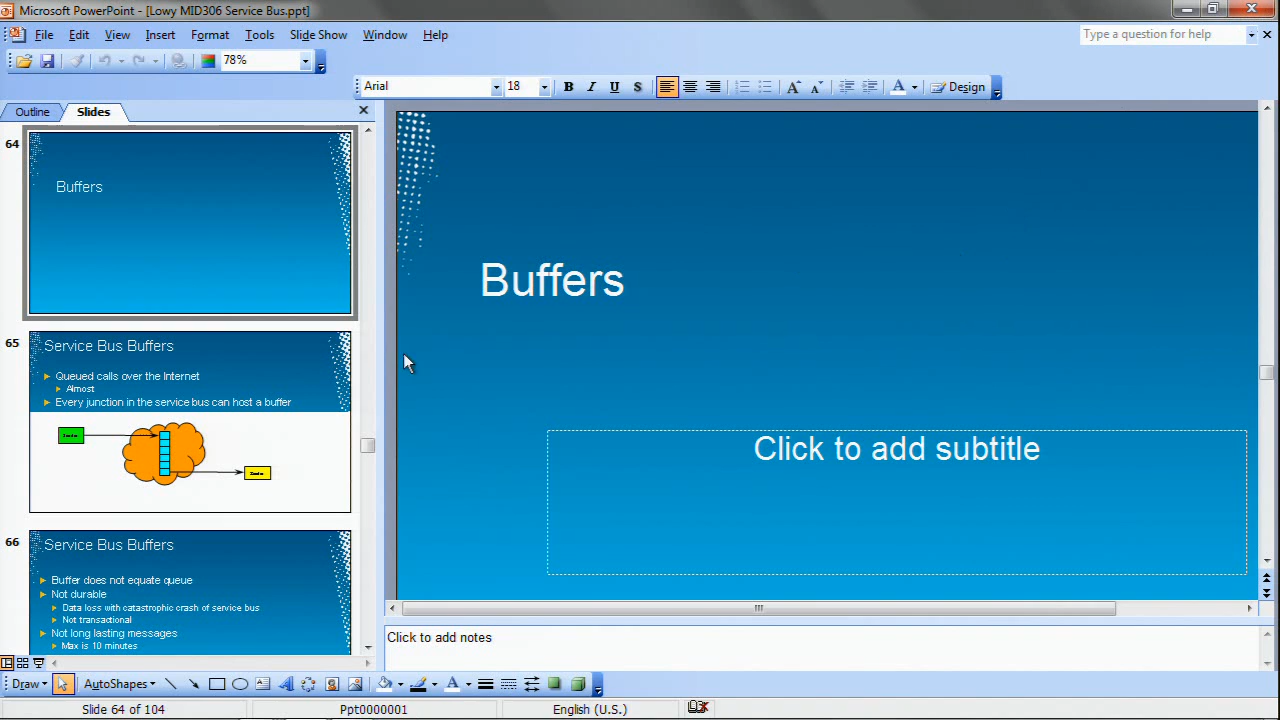 Microsoft PowerPoint - [Lowy MID306 Service Bus.ppt]
File Edit View Insert Format Tools Slide Show Window Help
Type a question for help
78%
Arial 18 B I U S A A A Design
Outline Slides
64
Buffers
65
Service Bus Buffers
Queued calls over the Internet
Almost
Every junction in the service bus can host a buffer
66
Service Bus Buffers
Buffer does not equate queue
Not durable
Data loss with catastrophic crash of service bus
Not transactional
Not long lasting messages
Max is 10 minutes
Buffers
Click to add subtitle
Click to add notes
Draw AutoShapes
Slide 64 of 104 Ppt0000001 English (U.S.)